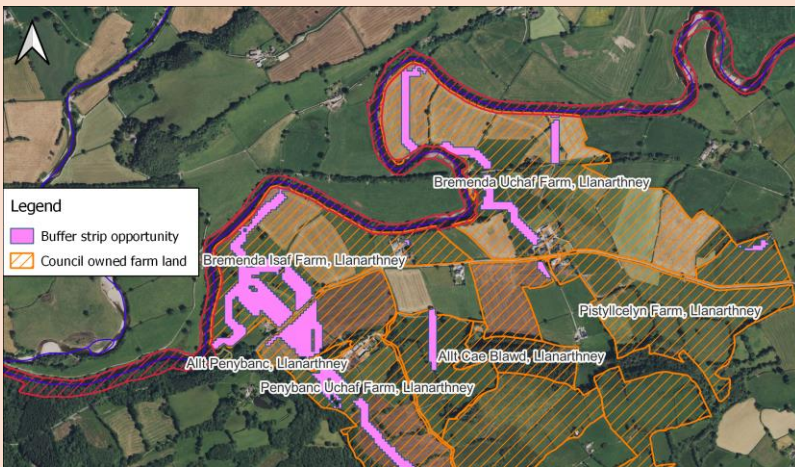 Legend
Buffer strip opportunity
Council owned farm land
Bremenda Uchaf Farm, Llanarthney
Bremenda Isaf Farm, Llanarthney
Pistyllcelyn Farm, Llanarthney
Allt Penybanc, Llanarthney
Allt Cae Blawd, Llanarthney
Penybanc Uchaf Farm, Llanarthney